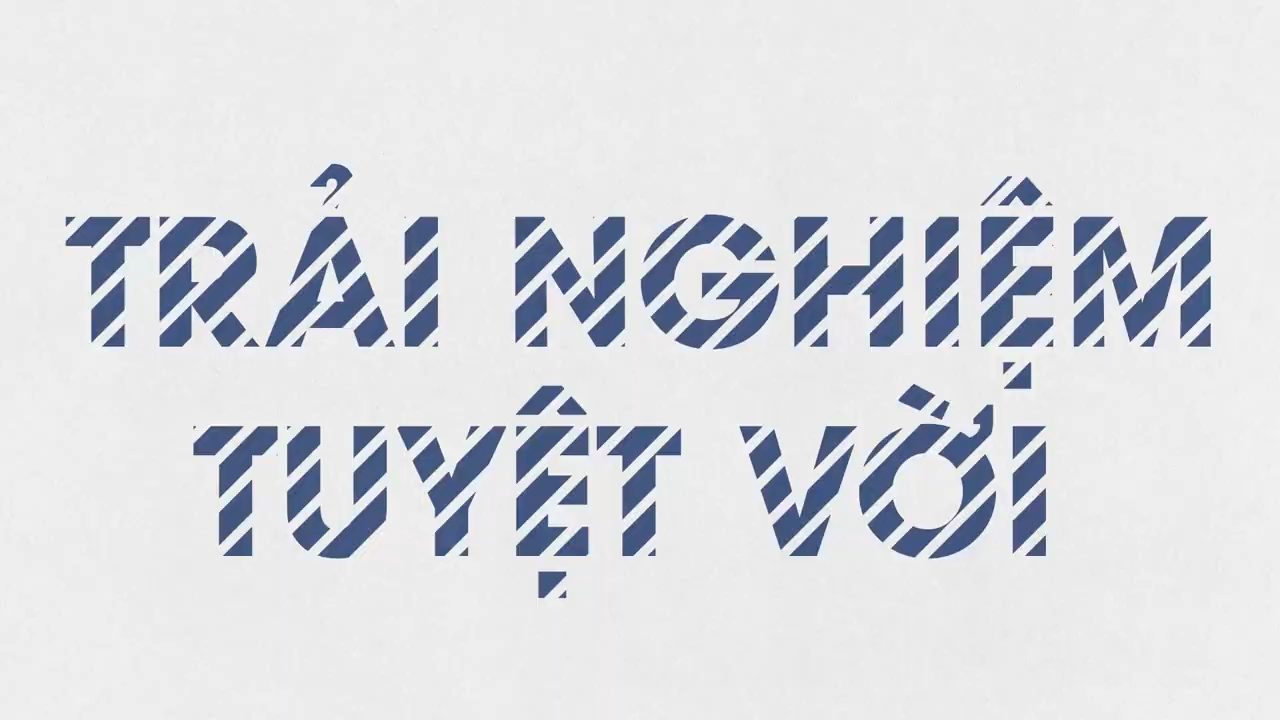 TRẢI NGHIỆM
TUYỆT VỜI